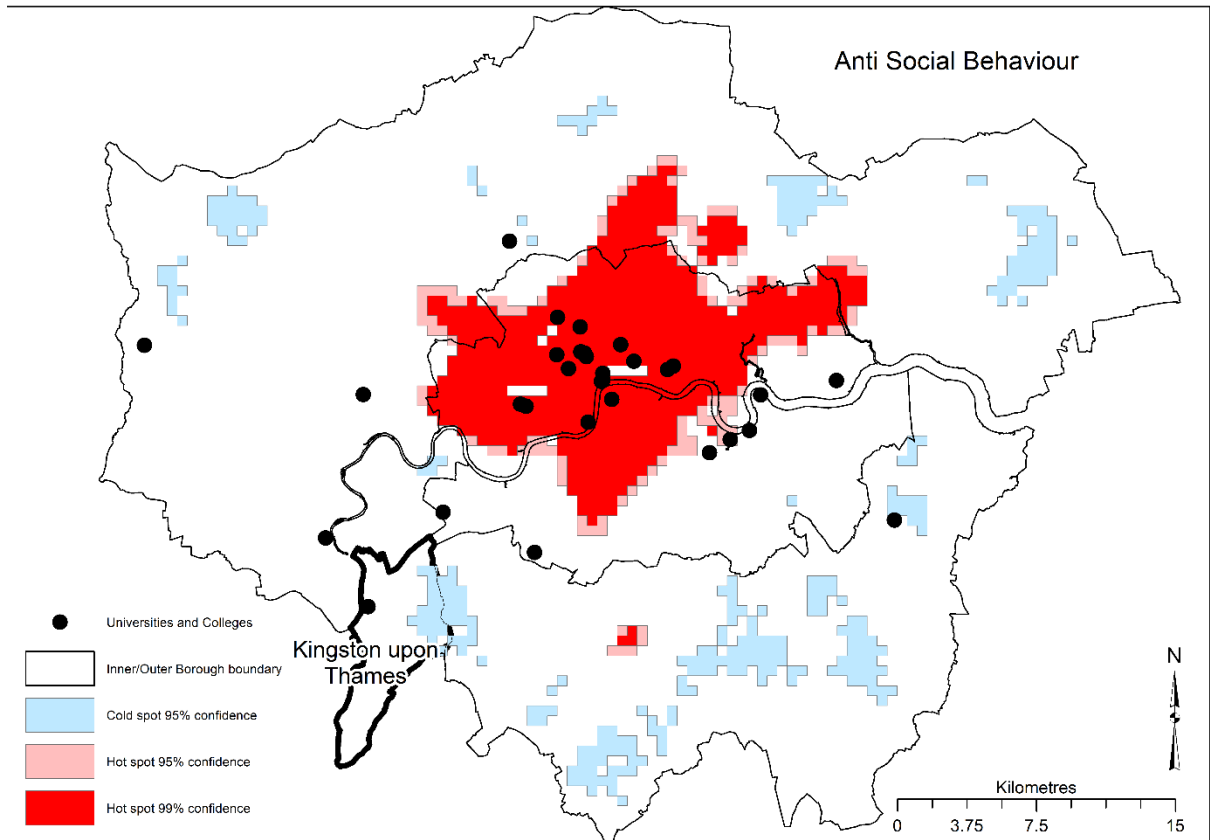 Anti Social Behaviour
Universities and Colleges
Inner/Outer Borough boundary
Cold spot 95% confidence
Hot spot 95% confidence
Hot spot 99% confidence
Kingston upon
Thames
N
Kilometres
0 3.75 7.5 15